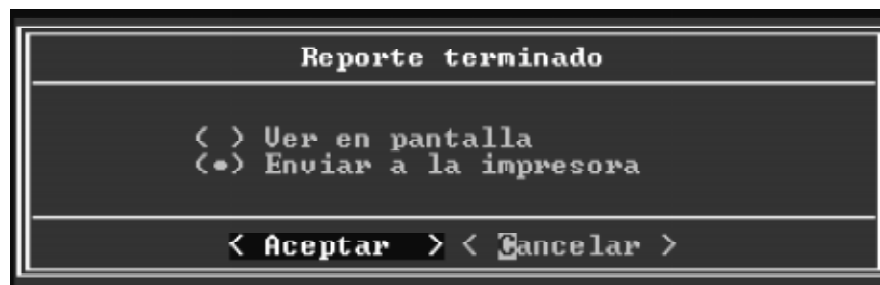 Reporte terminado
( ) Ver en pantalla
(•) Enviar a la impresora
< Aceptar > < Cancelar >